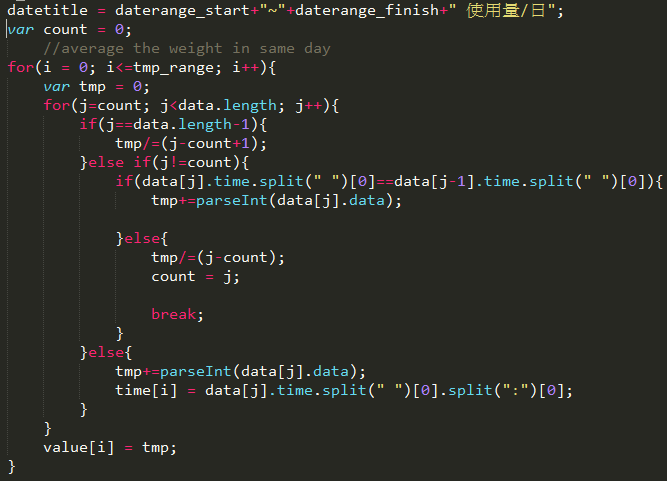 datetitle = daterange_start+"~"+daterange_finish+" 使用量/日";
var count = 0;
    //average the weight in same day
for(i = 0; i<=tmp_range; i++){
    var tmp = 0;
    for(j=count; j<data.length; j++){
        if(j==data.length-1){
            tmp/=(j-count+1);
        }else if(j!=count){
            if(data[j].time.split(" ")[0]==data[j-1].time.split(" ")[0]){
                tmp+=parseInt(data[j].data);
            }else{
                tmp/=(j-count);
                count = j;
                break;
            }
        }else{
            tmp+=parseInt(data[j].data);
            time[i] = data[j].time.split(" ")[0].split(":")[0];
        }
    }
    value[i] = tmp;
}